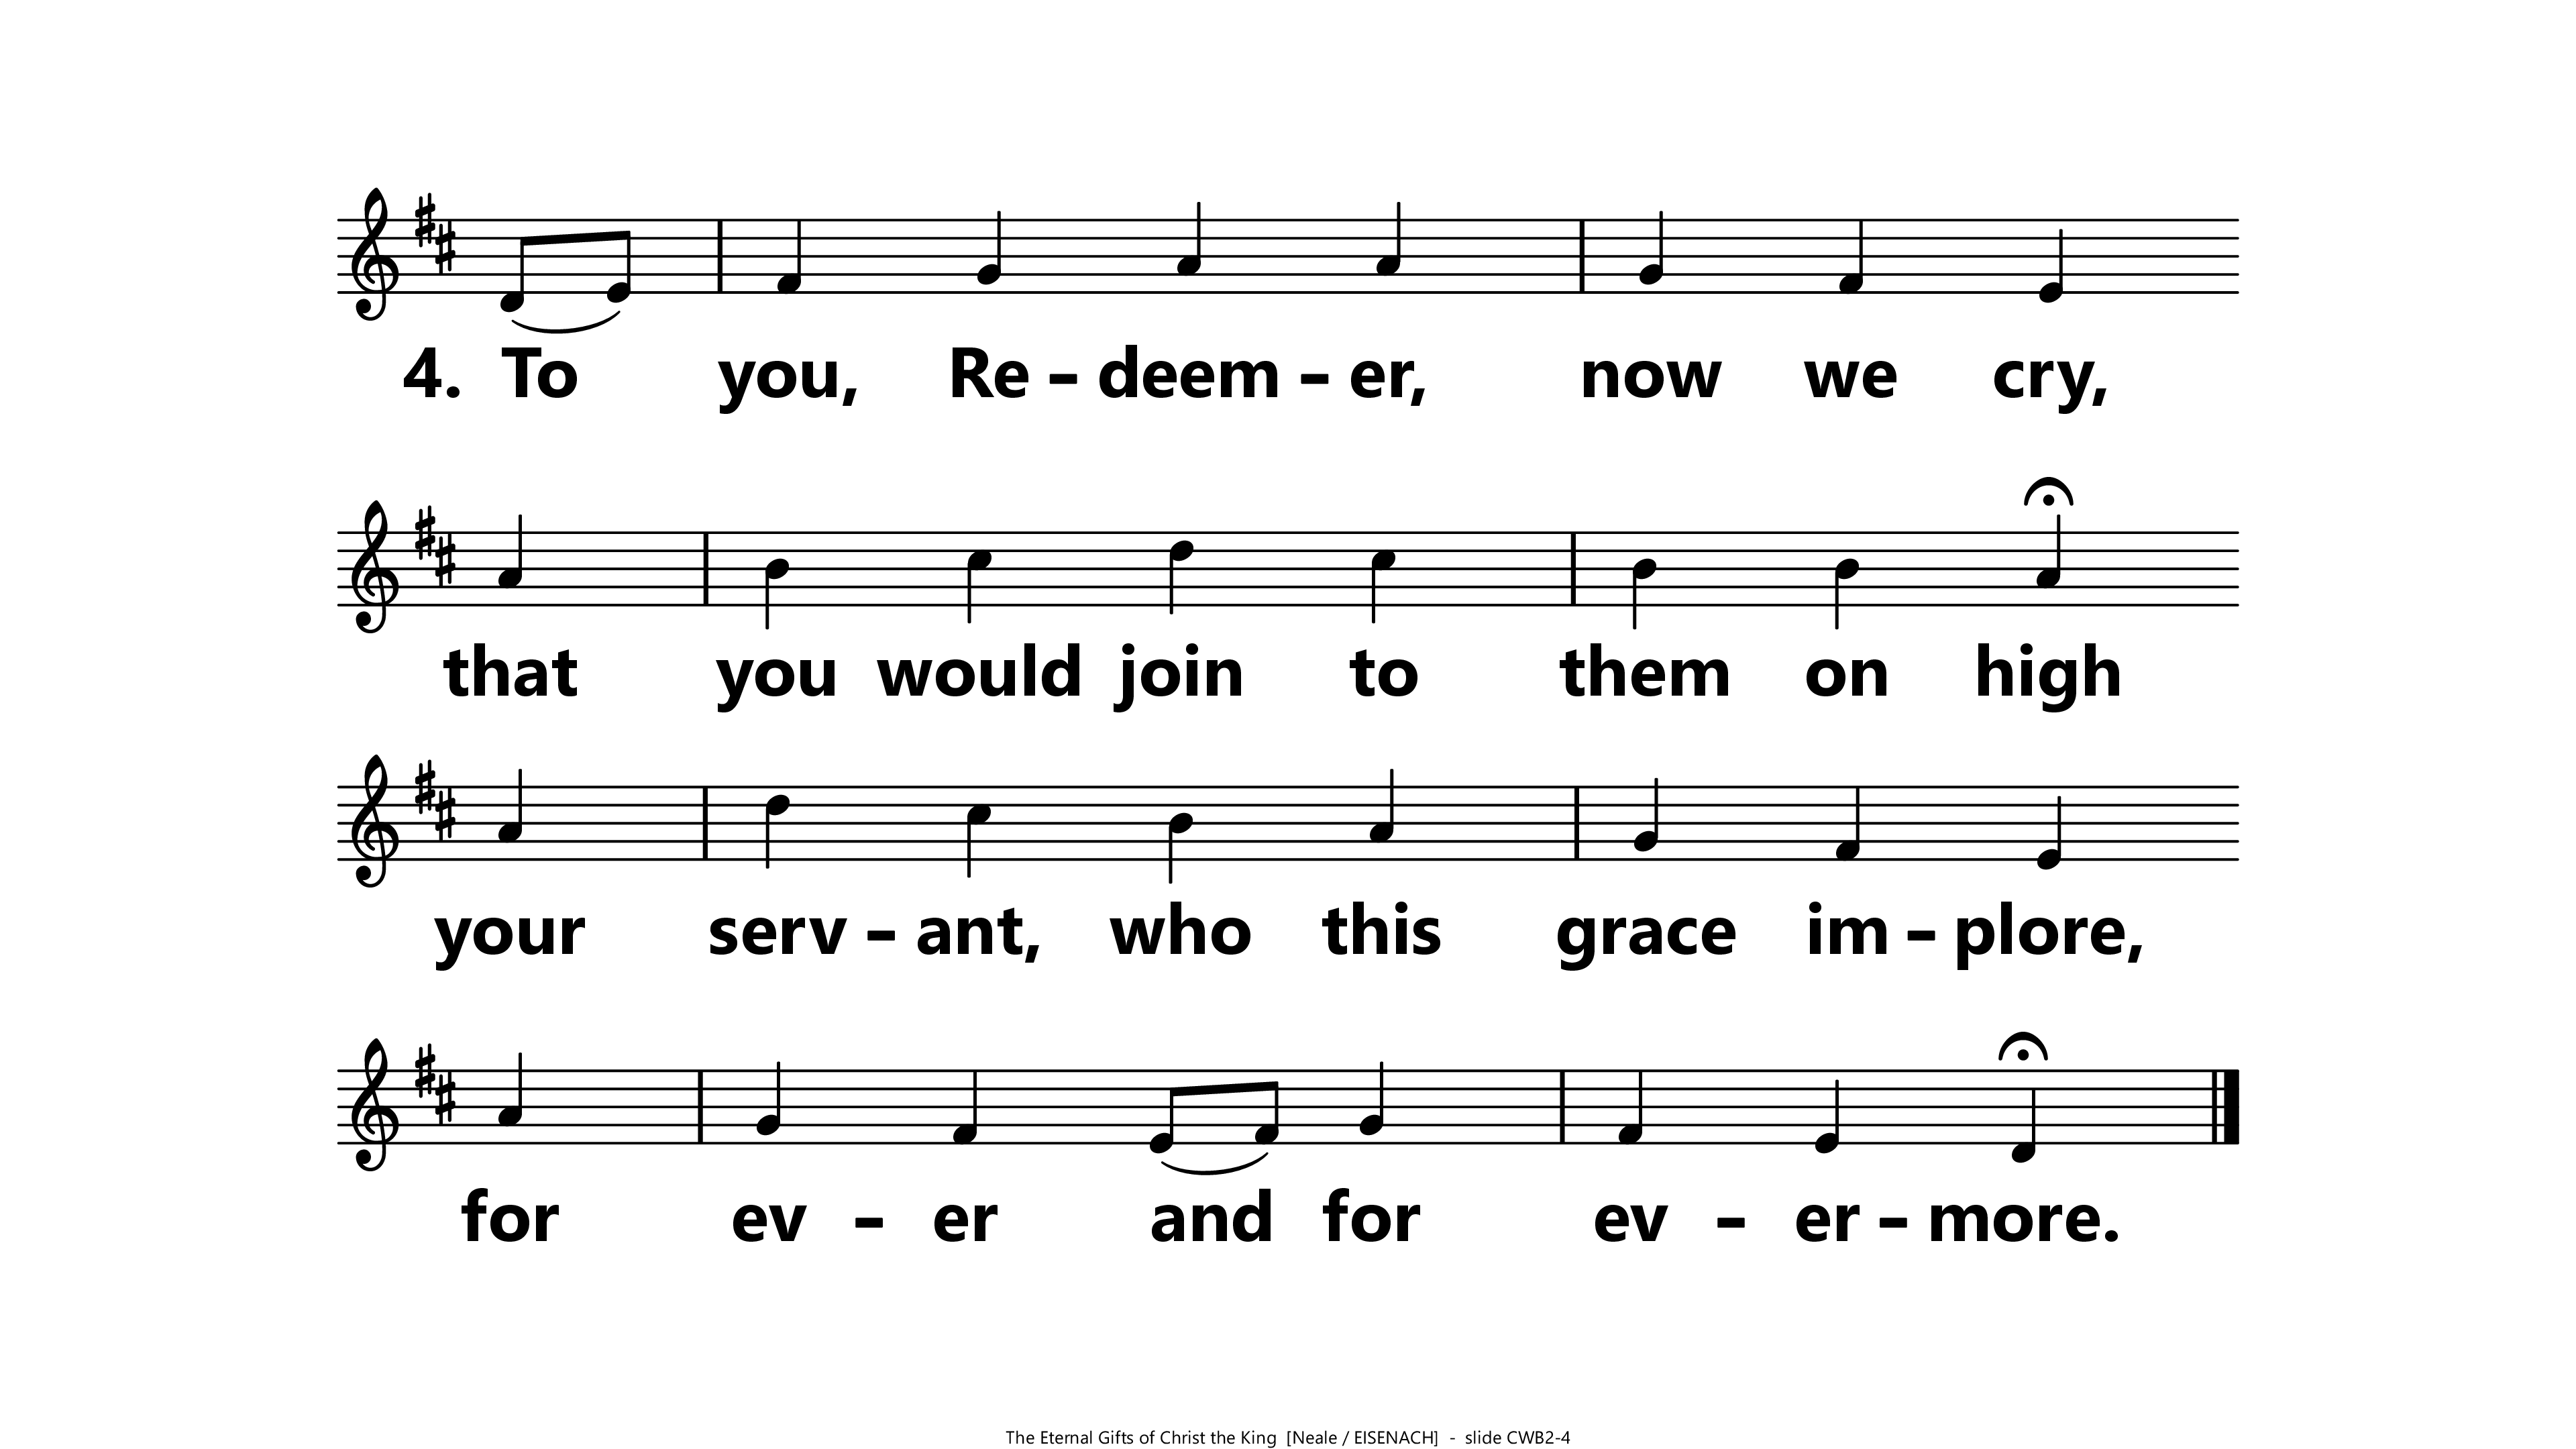 4. To you, Re – deem – er, now we cry,
that you would join to them on high
your serv – ant, who this grace im – plore,
for ev – er and for ev – er – more.
The Eternal Gifts of Christ the King [Neale / EISENACH] - slide CWB2-4